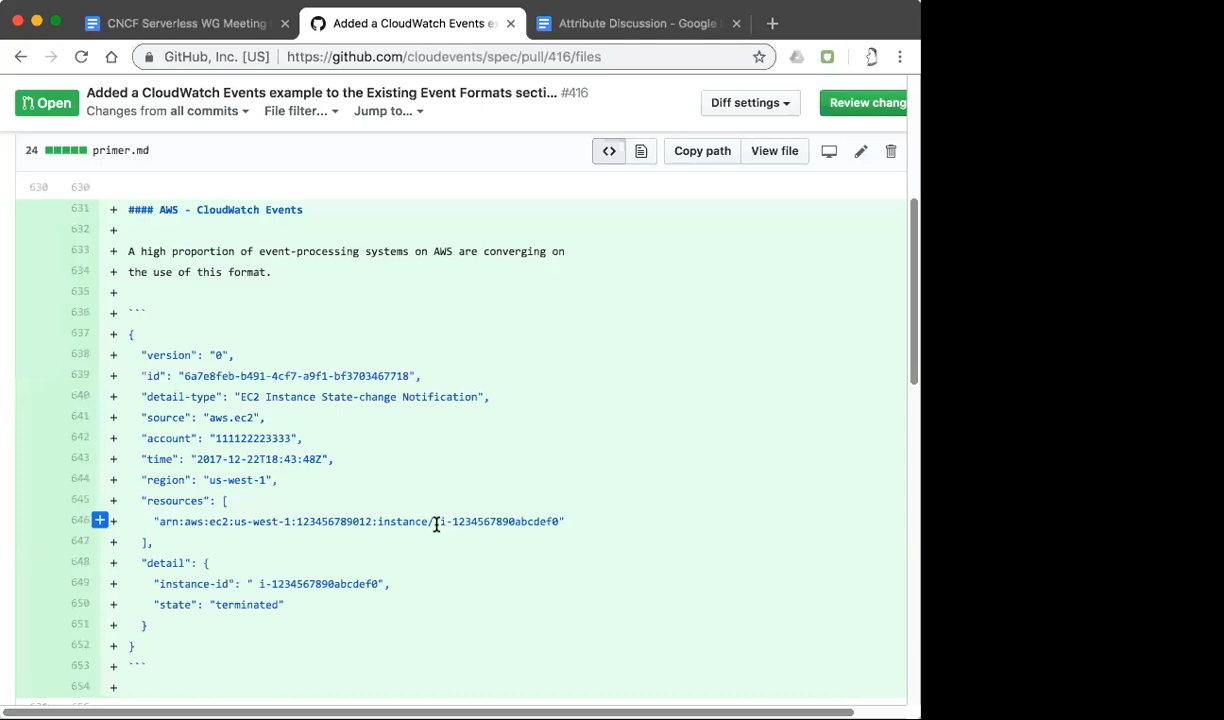 CNCF Serverless WG Meeting
Added a CloudWatch Events e
Attribute Discussion - Google
GitHub, Inc. [US] https://github.com/cloudevents/spec/pull/416/files
Open
Added a CloudWatch Events example to the Existing Event Formats secti... #416
Changes from all commits File filter... Jump to...
Diff settings
Review chang
24 primer.md
Copy path
View file
630 630
631 + #### AWS - CloudWatch Events
632 +
633 + A high proportion of event-processing systems on AWS are converging on
634 + the use of this format.
635 +
636 + ```
637 + {
638 + "version": "0",
639 + "id": "6a7e8feb-b491-4cf7-a9f1-bf3703467718",
640 + "detail-type": "EC2 Instance State-change Notification",
641 + "source": "aws.ec2",
642 + "account": "111122223333",
643 + "time": "2017-12-22T18:43:48Z",
644 + "region": "us-west-1",
645 + "resources": [
646 + "arn:aws:ec2:us-west-1:123456789012:instance/ i-1234567890abcdef0"
647 + ],
648 + "detail": {
649 + "instance-id": " i-1234567890abcdef0",
650 + "state": "terminated"
651 + }
652 + }
653 + ```
654 +